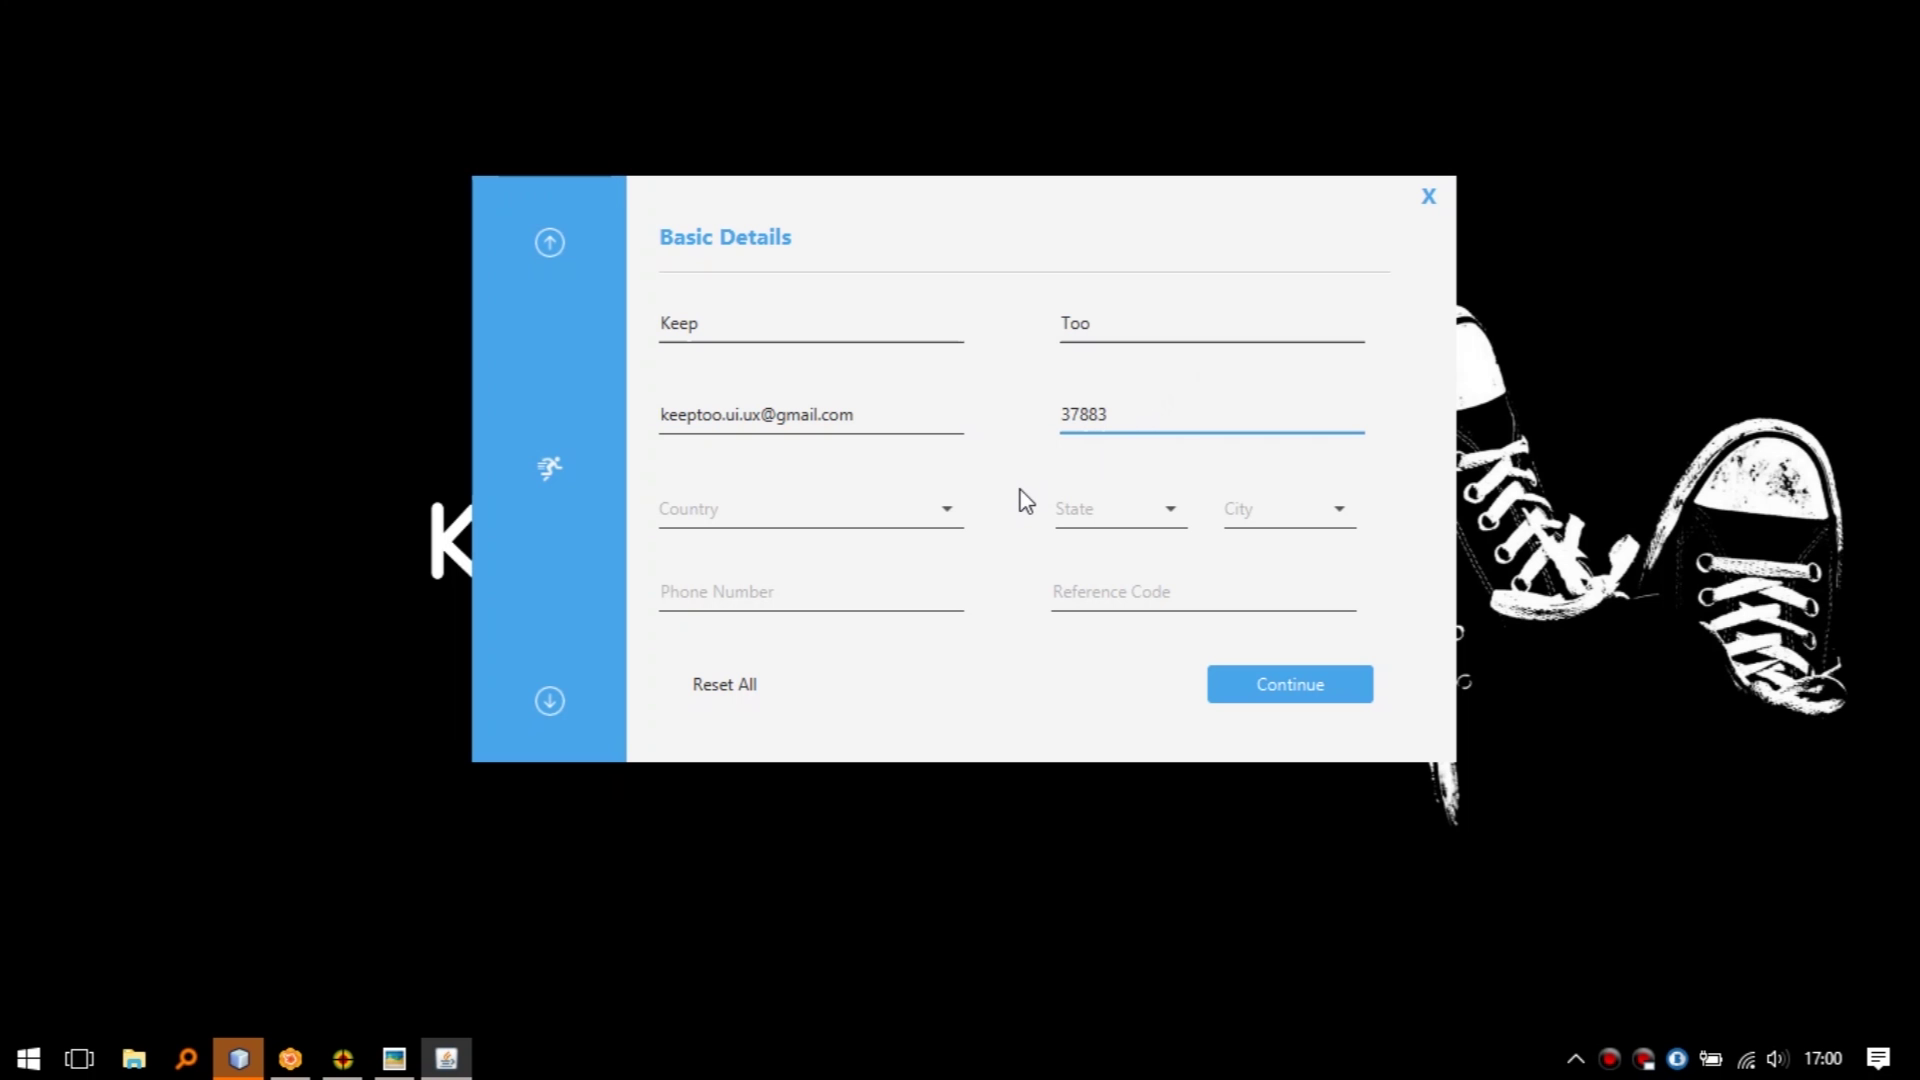 X
Basic Details
Keep
Too
keeptoo.ui.ux@gmail.com
37883
Country
State
City
K
Phone Number
Reference Code
Reset All
Continue
17:00